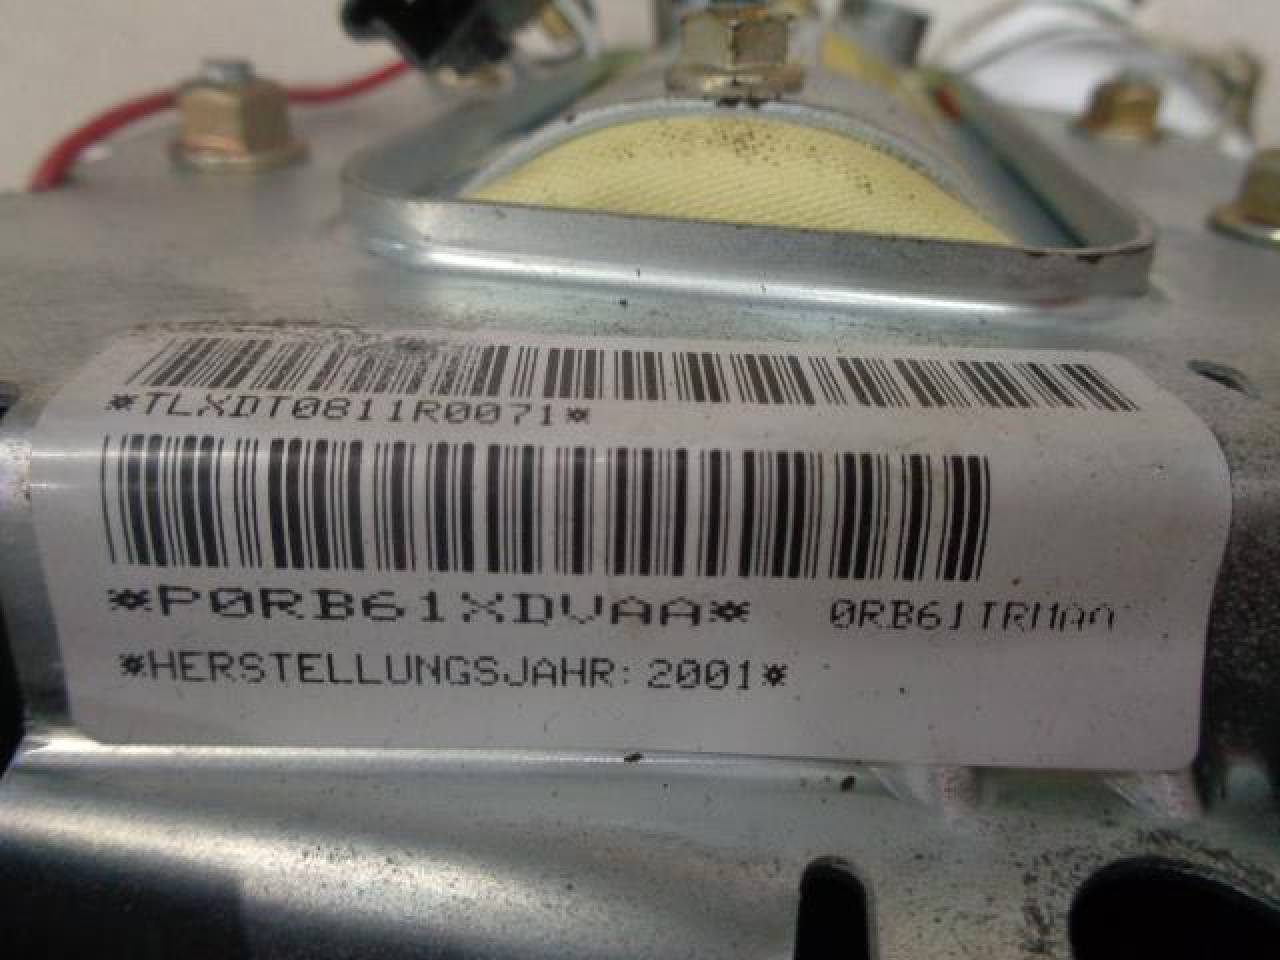 *TLXDT0811R0071*
*P0RB61XDVAA* 0RB61TRMAA
*HERSTELLUNGSJAHR: 2001*